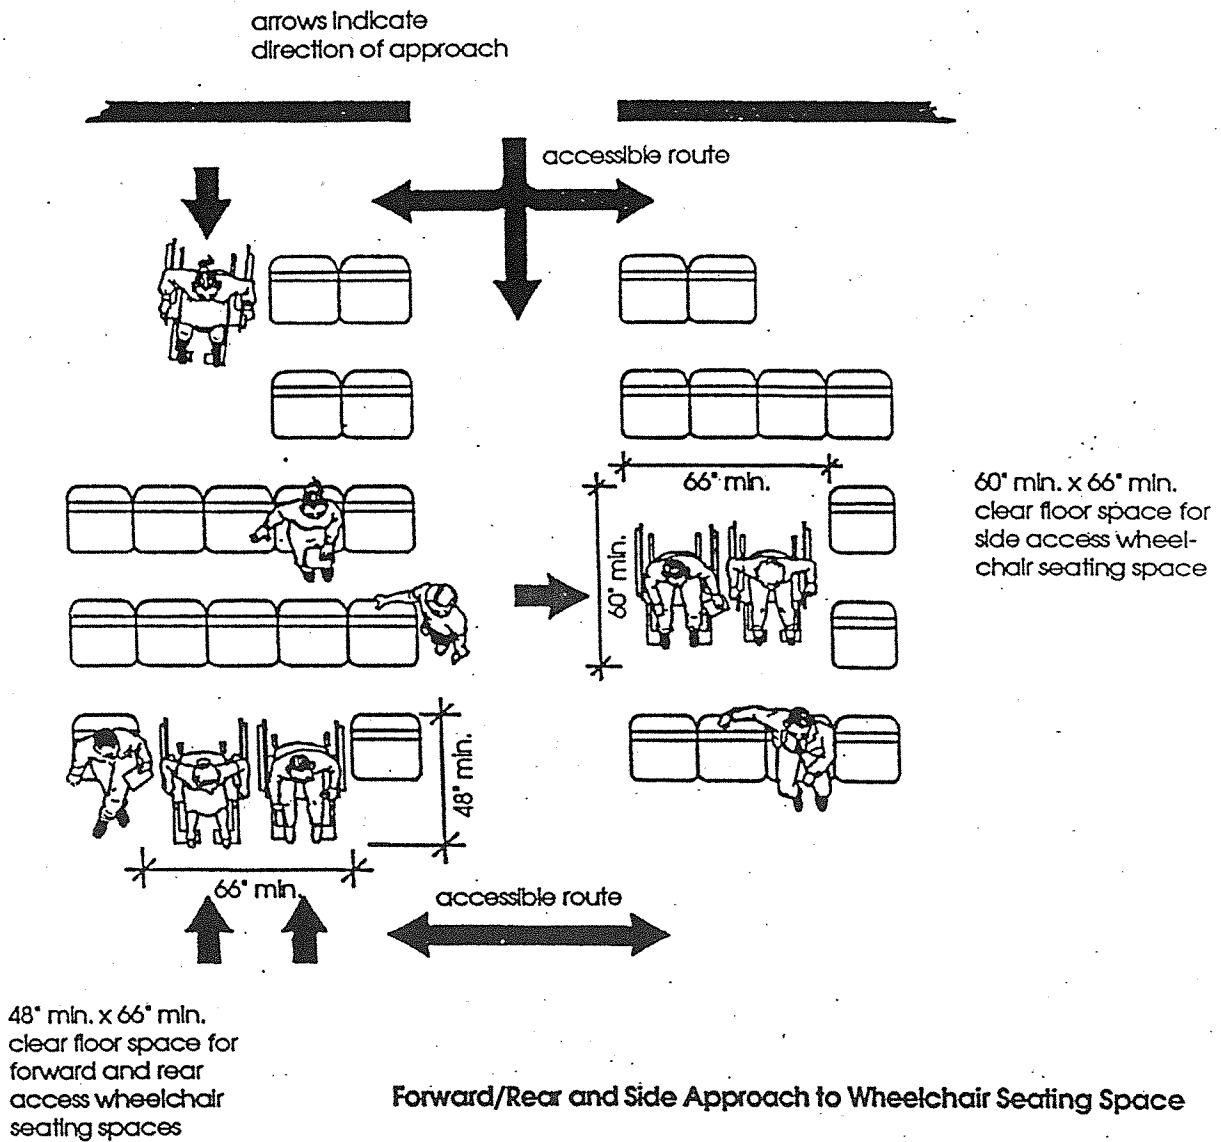 arrows indicate
direction of approach
accessible route
66" min.
60" min. x 66" min.
clear floor space for
side access wheel-
chair seating space
60" min.
48" min.
66" min.
accessible route
48" min. x 66" min.
clear floor space for
forward and rear
access wheelchair
seating spaces
Forward/Rear and Side Approach to Wheelchair Seating Space